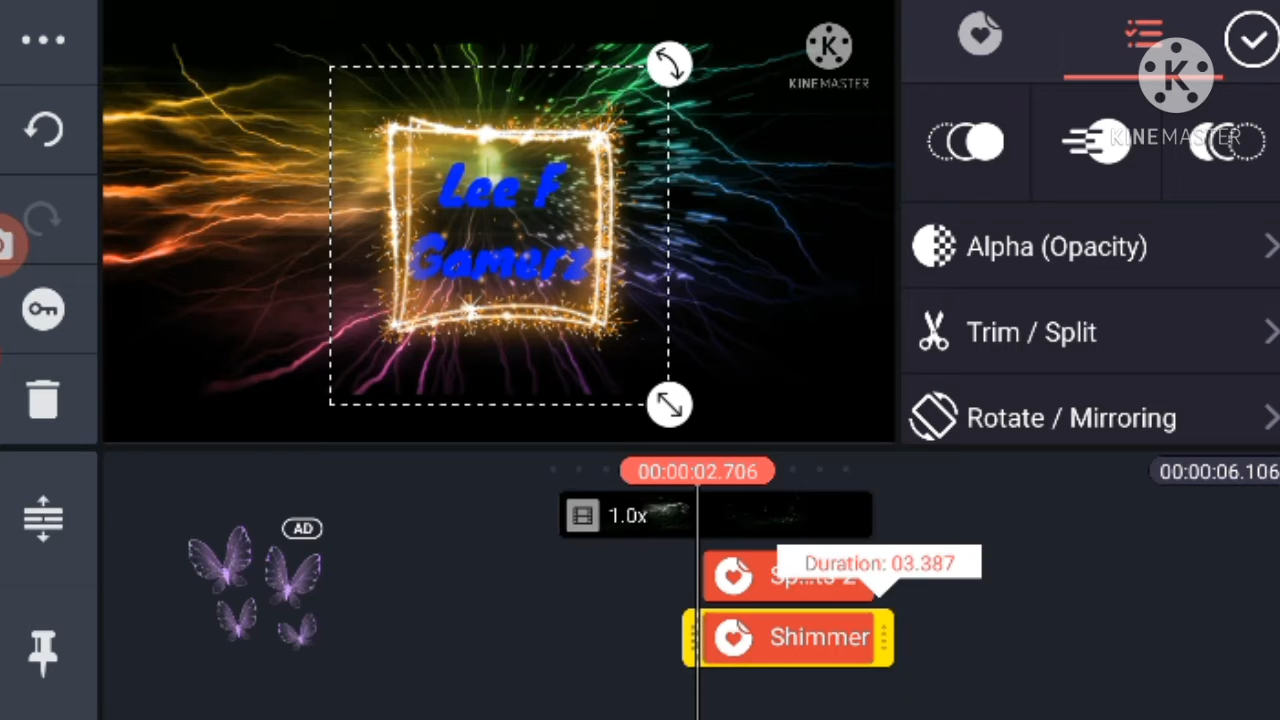 KINEMASTER
Lee F
Gamerz
KINEMASTER
Alpha (Opacity)
Trim / Split
Rotate / Mirroring
00:00:02.706
00:00:06.106
1.0x
AD
Duration: 03.387
Shimmer